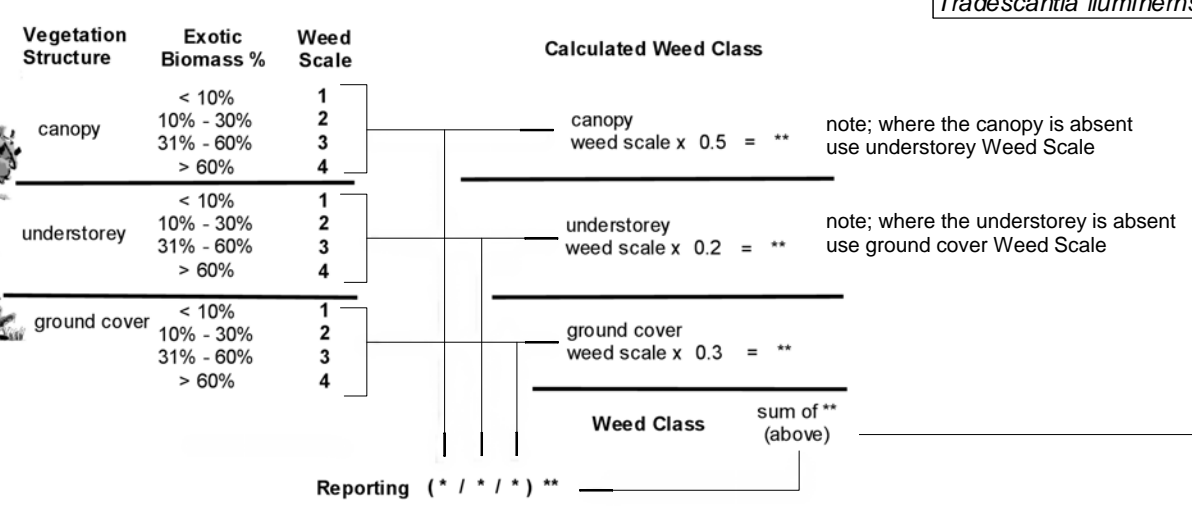 Tradescantia fluminens
Vegetation Structure
Exotic Biomass %
Weed Scale
Calculated Weed Class
canopy
< 10% 1
10% - 30% 2
31% - 60% 3
> 60% 4
canopy
weed scale x 0.5 = **
note; where the canopy is absent
use understorey Weed Scale
understorey
< 10% 1
10% - 30% 2
31% - 60% 3
> 60% 4
understorey
weed scale x 0.2 = **
note; where the understorey is absent
use ground cover Weed Scale
ground cover
< 10% 1
10% - 30% 2
31% - 60% 3
> 60% 4
ground cover
weed scale x 0.3 = **
Weed Class
sum of **
(above)
Reporting ( * / * / * ) **